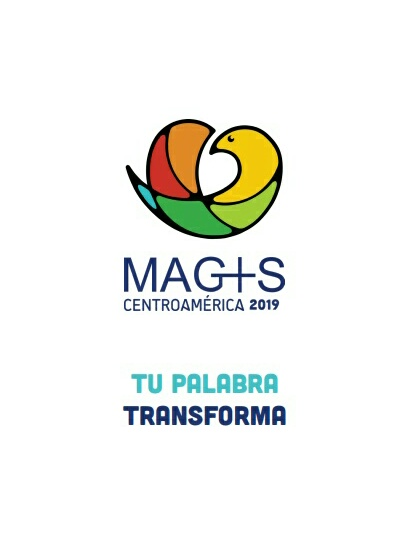 MAG+S
CENTROAMÉRICA 2019
TU PALABRA
TRANSFORMA